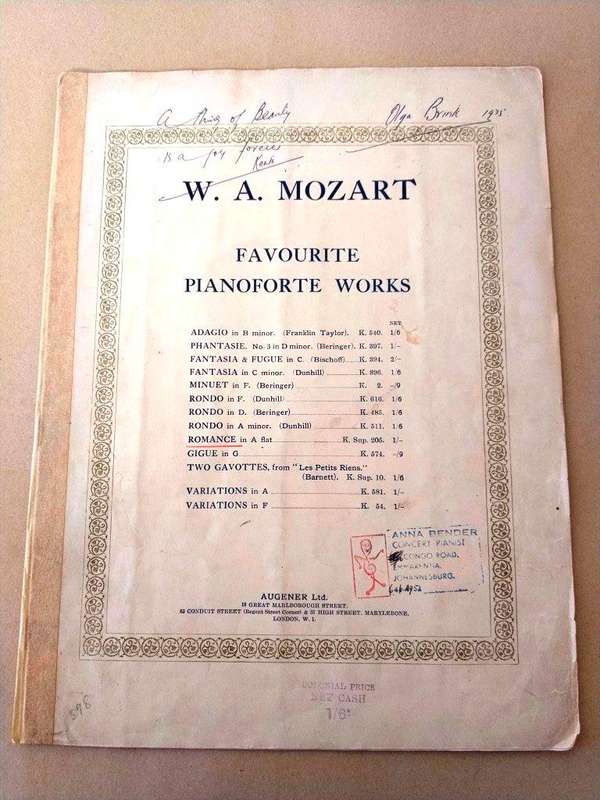 A thing of Beauty
is a joy forever
Keats
Olga Brink 1935
W. A. MOZART
FAVOURITE
PIANOFORTE WORKS
NET
ADAGIO in B minor. (Franklin Taylor). K. 540. 1/6
PHANTASIE. No. 3 in D minor. (Beringer). K. 397. 1/-
FANTASIA & FUGUE in C. (Bischoff) K. 394. 2/-
FANTASIA in C minor. (Dunhill) K. 396. 1/6
MINUET in F. (Beringer) K. 2. -/9
RONDO in F. (Dunhill) K. 616. 1/6
RONDO in D. (Beringer) K. 485. 1/6
RONDO in A minor. (Dunhill) K. 511. 1/6
ROMANCE in A flat K. Sup. 205. 1/-
GIGUE in G K. 574. -/9
TWO GAVOTTES, from "Les Petits Riens."
(Barnett). K. Sup. 10. 1/6
VARIATIONS in A K. 581. 1/-
VARIATIONS in F K. 54. 1/-
ANNA BENDER
CONCERT PIANIST
CONGO ROAD,
EMMARENTIA,
JOHANNESBURG.
AUGENER Ltd.
18 GREAT MARLBOROUGH STREET,
63 CONDUIT STREET (Regent Street Corner) & 57 HIGH STREET, MARYLEBONE,
LONDON, W. 1.
COLONIAL PRICE
NET CASH
1/6
598